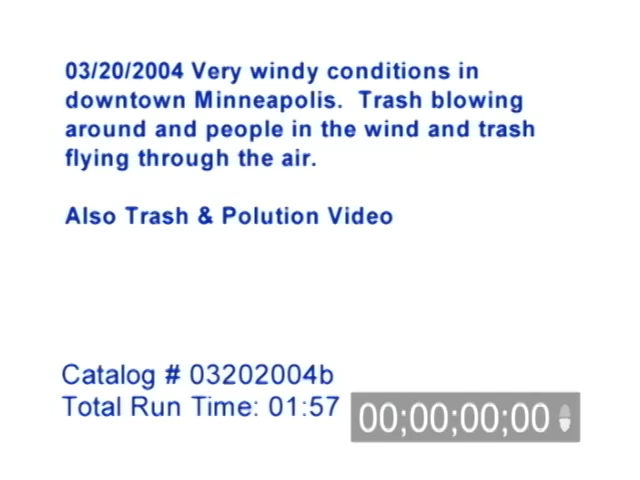 03/20/2004 Very windy conditions in
downtown Minneapolis. Trash blowing
around and people in the wind and trash
flying through the air.
Also Trash & Polution Video
Catalog # 03202004b
Total Run Time: 01:57
00;00;00;00